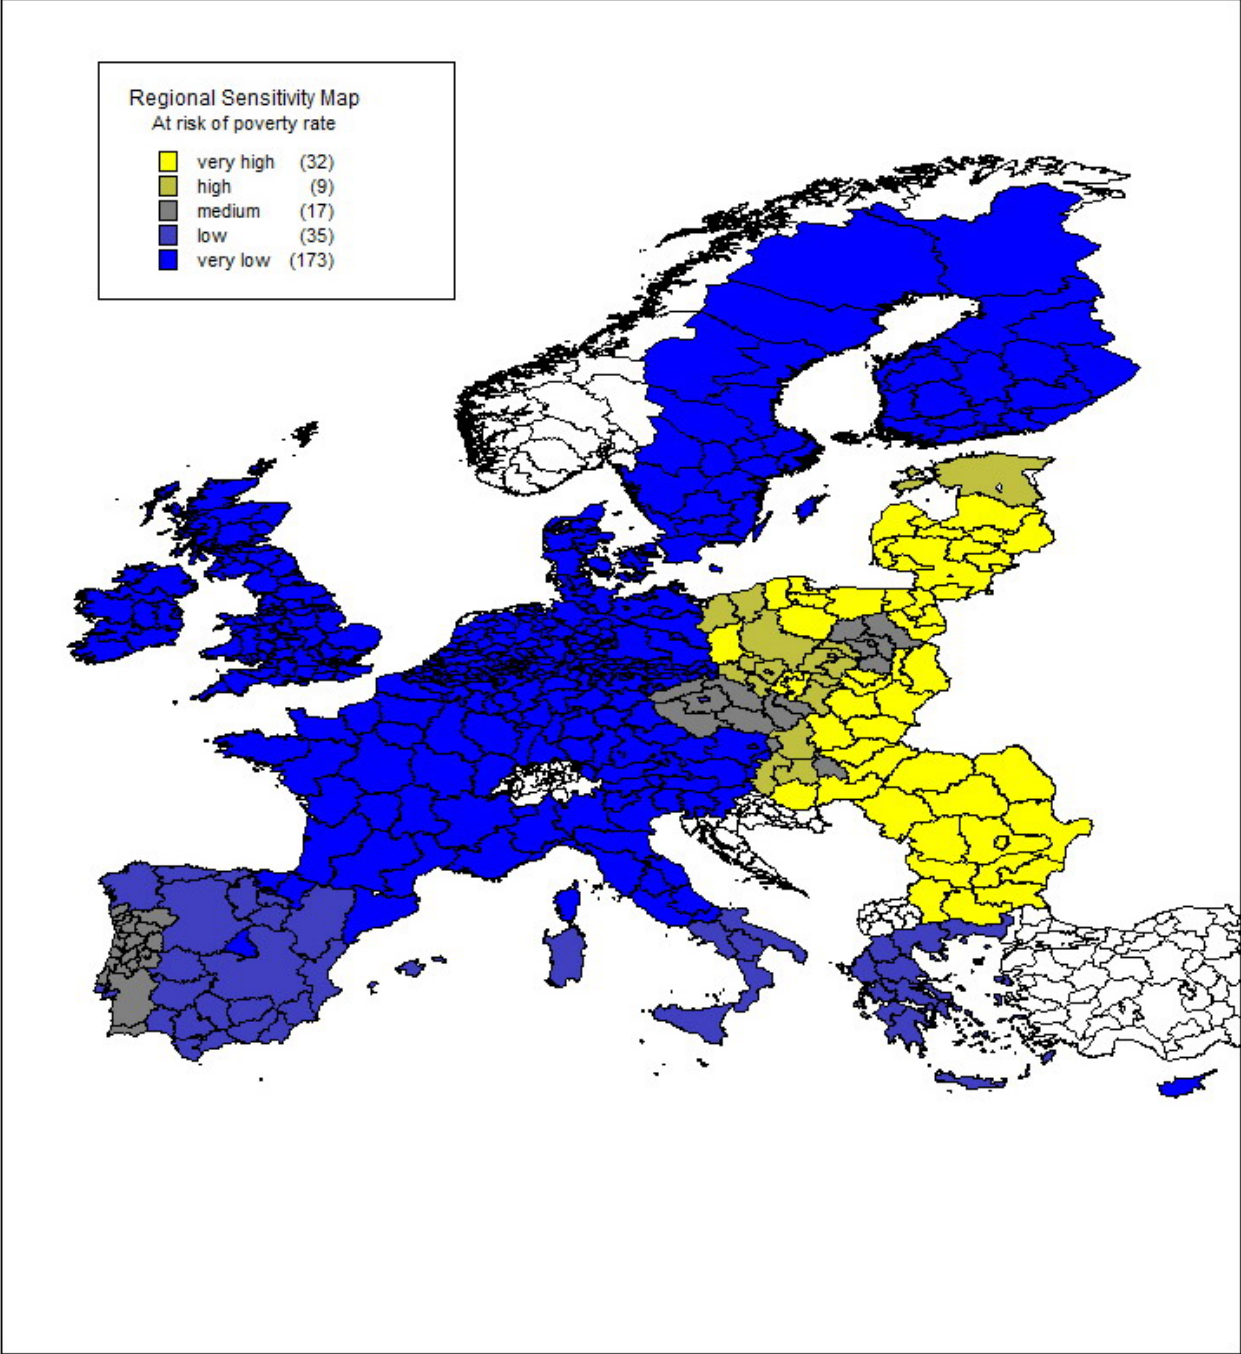 Regional Sensitivity Map
At risk of poverty rate
very high (32)
high (9)
medium (17)
low (35)
very low (173)